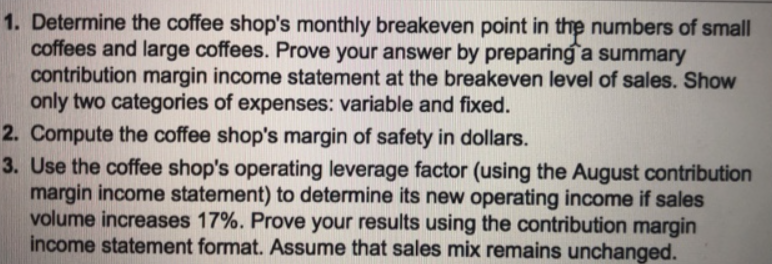 1. Determine the coffee shop's monthly breakeven point in the numbers of small
coffees and large coffees. Prove your answer by preparing a summary
contribution margin income statement at the breakeven level of sales. Show
only two categories of expenses: variable and fixed.
2. Compute the coffee shop's margin of safety in dollars.
3. Use the coffee shop's operating leverage factor (using the August contribution
margin income statement) to determine its new operating income if sales
volume increases 17%. Prove your results using the contribution margin
income statement format. Assume that sales mix remains unchanged.